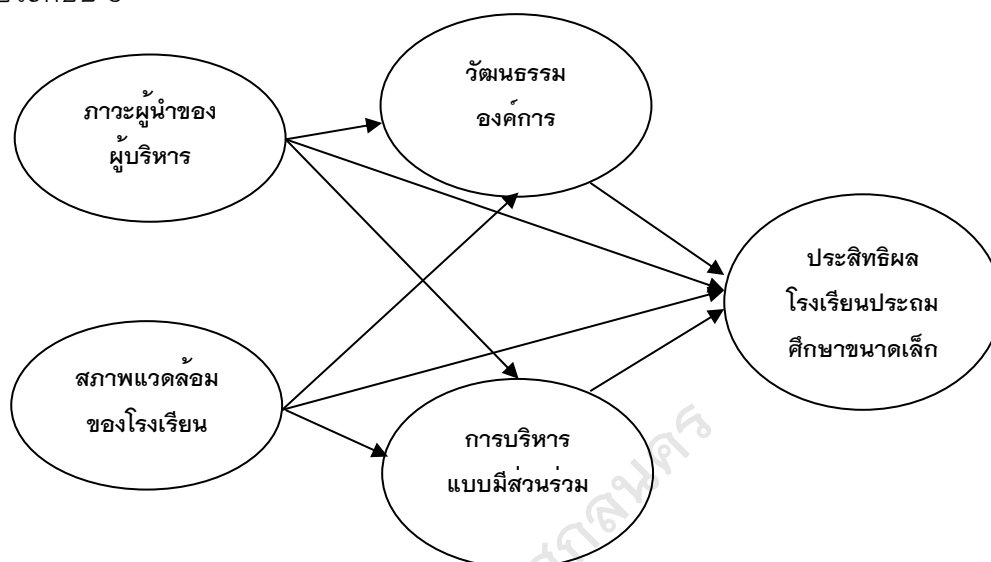 ภาวะผู้นำของ
ผู้บริหาร
วัฒนธรรม
องค์การ
ประสิทธิผล
โรงเรียนประถม
ศึกษาขนาดเล็ก
สภาพแวดล้อม
ของโรงเรียน
การบริหาร
แบบมีส่วนร่วม